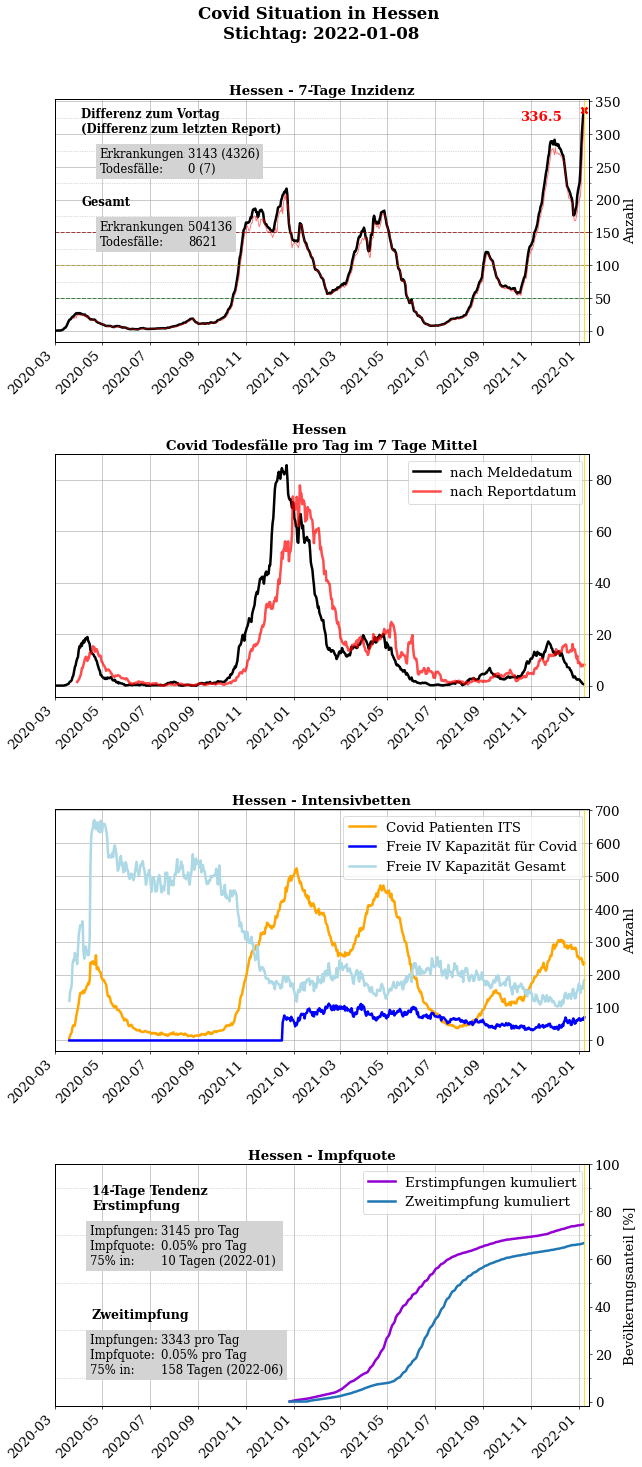 Covid Situation in Hessen
Stichtag: 2022-01-08
Hessen - 7-Tage Inzidenz
Differenz zum Vortag
(Differenz zum letzten Report)
Erkrankungen 3143 (4326)
Todesfälle: 0 (7)
Gesamt
Erkrankungen 504136
Todesfälle: 8621
336.5
350
300
250
200
150
100
50
0
Anzahl
2020-03
2020-05
2020-07
2020-09
2020-11
2021-01
2021-03
2021-05
2021-07
2021-09
2021-11
2022-01
Hessen
Covid Todesfälle pro Tag im 7 Tage Mittel
nach Meldedatum
nach Reportdatum
80
60
40
20
0
2020-03
2020-05
2020-07
2020-09
2020-11
2021-01
2021-03
2021-05
2021-07
2021-09
2021-11
2022-01
Hessen - Intensivbetten
Covid Patienten ITS
Freie IV Kapazität für Covid
Freie IV Kapazität Gesamt
700
600
500
400
300
200
100
0
Anzahl
2020-03
2020-05
2020-07
2020-09
2020-11
2021-01
2021-03
2021-05
2021-07
2021-09
2021-11
2022-01
Hessen - Impfquote
14-Tage Tendenz
Erstimpfung
Impfungen: 3145 pro Tag
Impfquote: 0.05% pro Tag
75% in: 10 Tagen (2022-01)
Zweitimpfung
Impfungen: 3343 pro Tag
Impfquote: 0.05% pro Tag
75% in: 158 Tagen (2022-06)
Erstimpfungen kumuliert
Zweitimpfung kumuliert
100
80
60
40
20
0
Bevölkerungsanteil [%]
2020-03
2020-05
2020-07
2020-09
2020-11
2021-01
2021-03
2021-05
2021-07
2021-09
2021-11
2022-01